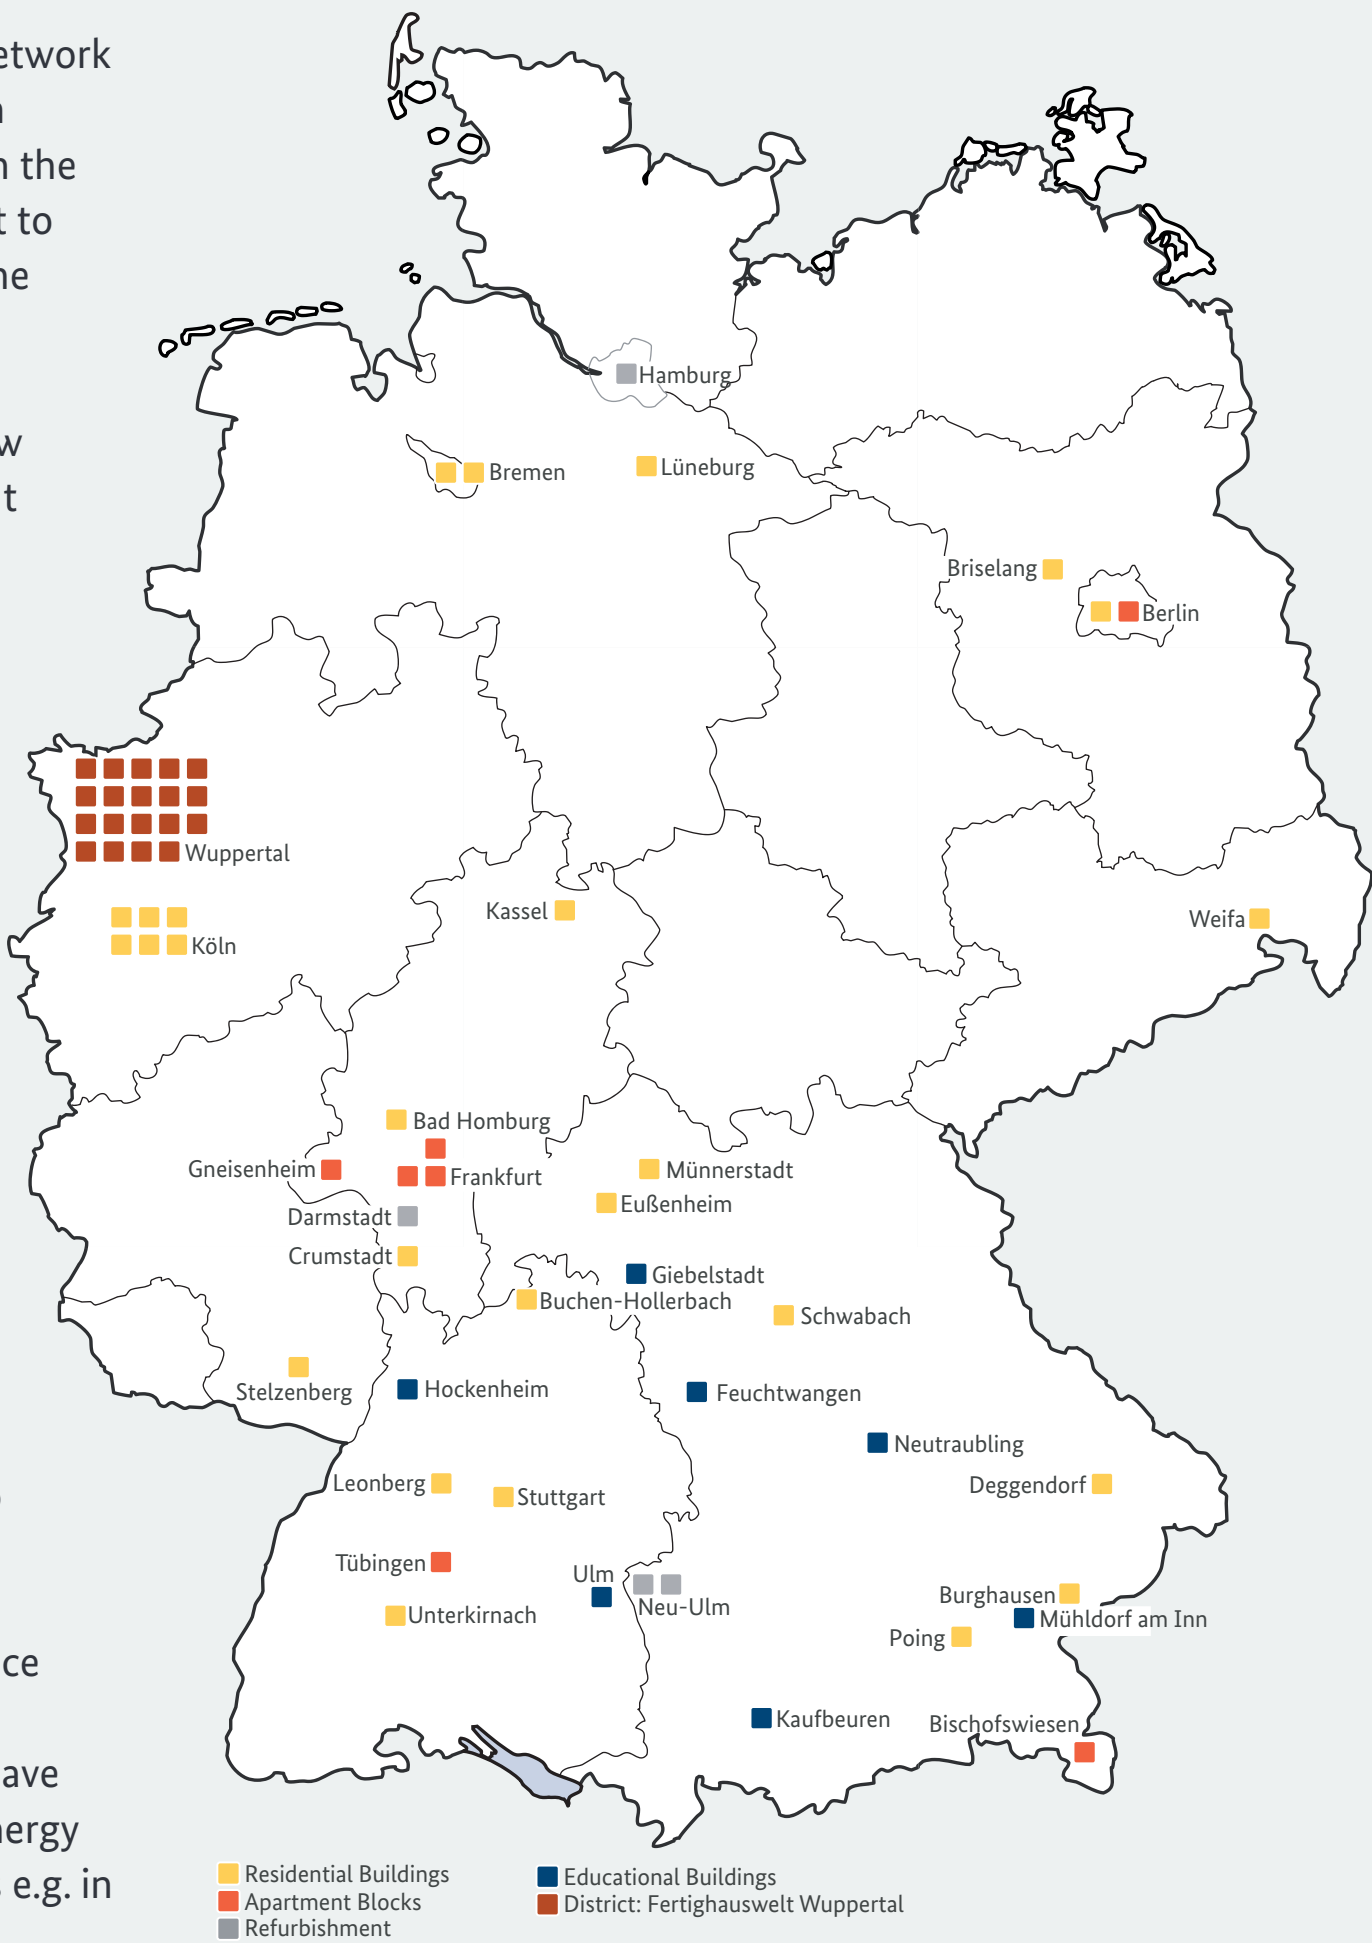 etwork
n the
t to
ne
w
t
ce
ave
nergy
e.g. in
Hamburg
Bremen
Lüneburg
Briselang
Berlin
Wuppertal
Kassel
Weifa
Köln
Bad Homburg
Gneisenheim
Frankfurt
Münnerstadt
Eußenheim
Darmstadt
Crumstadt
Giebelstadt
Buchen-Hollerbach
Schwabach
Stelzenberg
Hockenheim
Feuchtwangen
Neutraubling
Leonberg
Stuttgart
Deggendorf
Tübingen
Ulm
Neu-Ulm
Unterkirnach
Burghausen
Mühldorf am Inn
Poing
Kaufbeuren
Bischofswiesen
Residential Buildings
Apartment Blocks
Refurbishment
Educational Buildings
District: Fertighauswelt Wuppertal